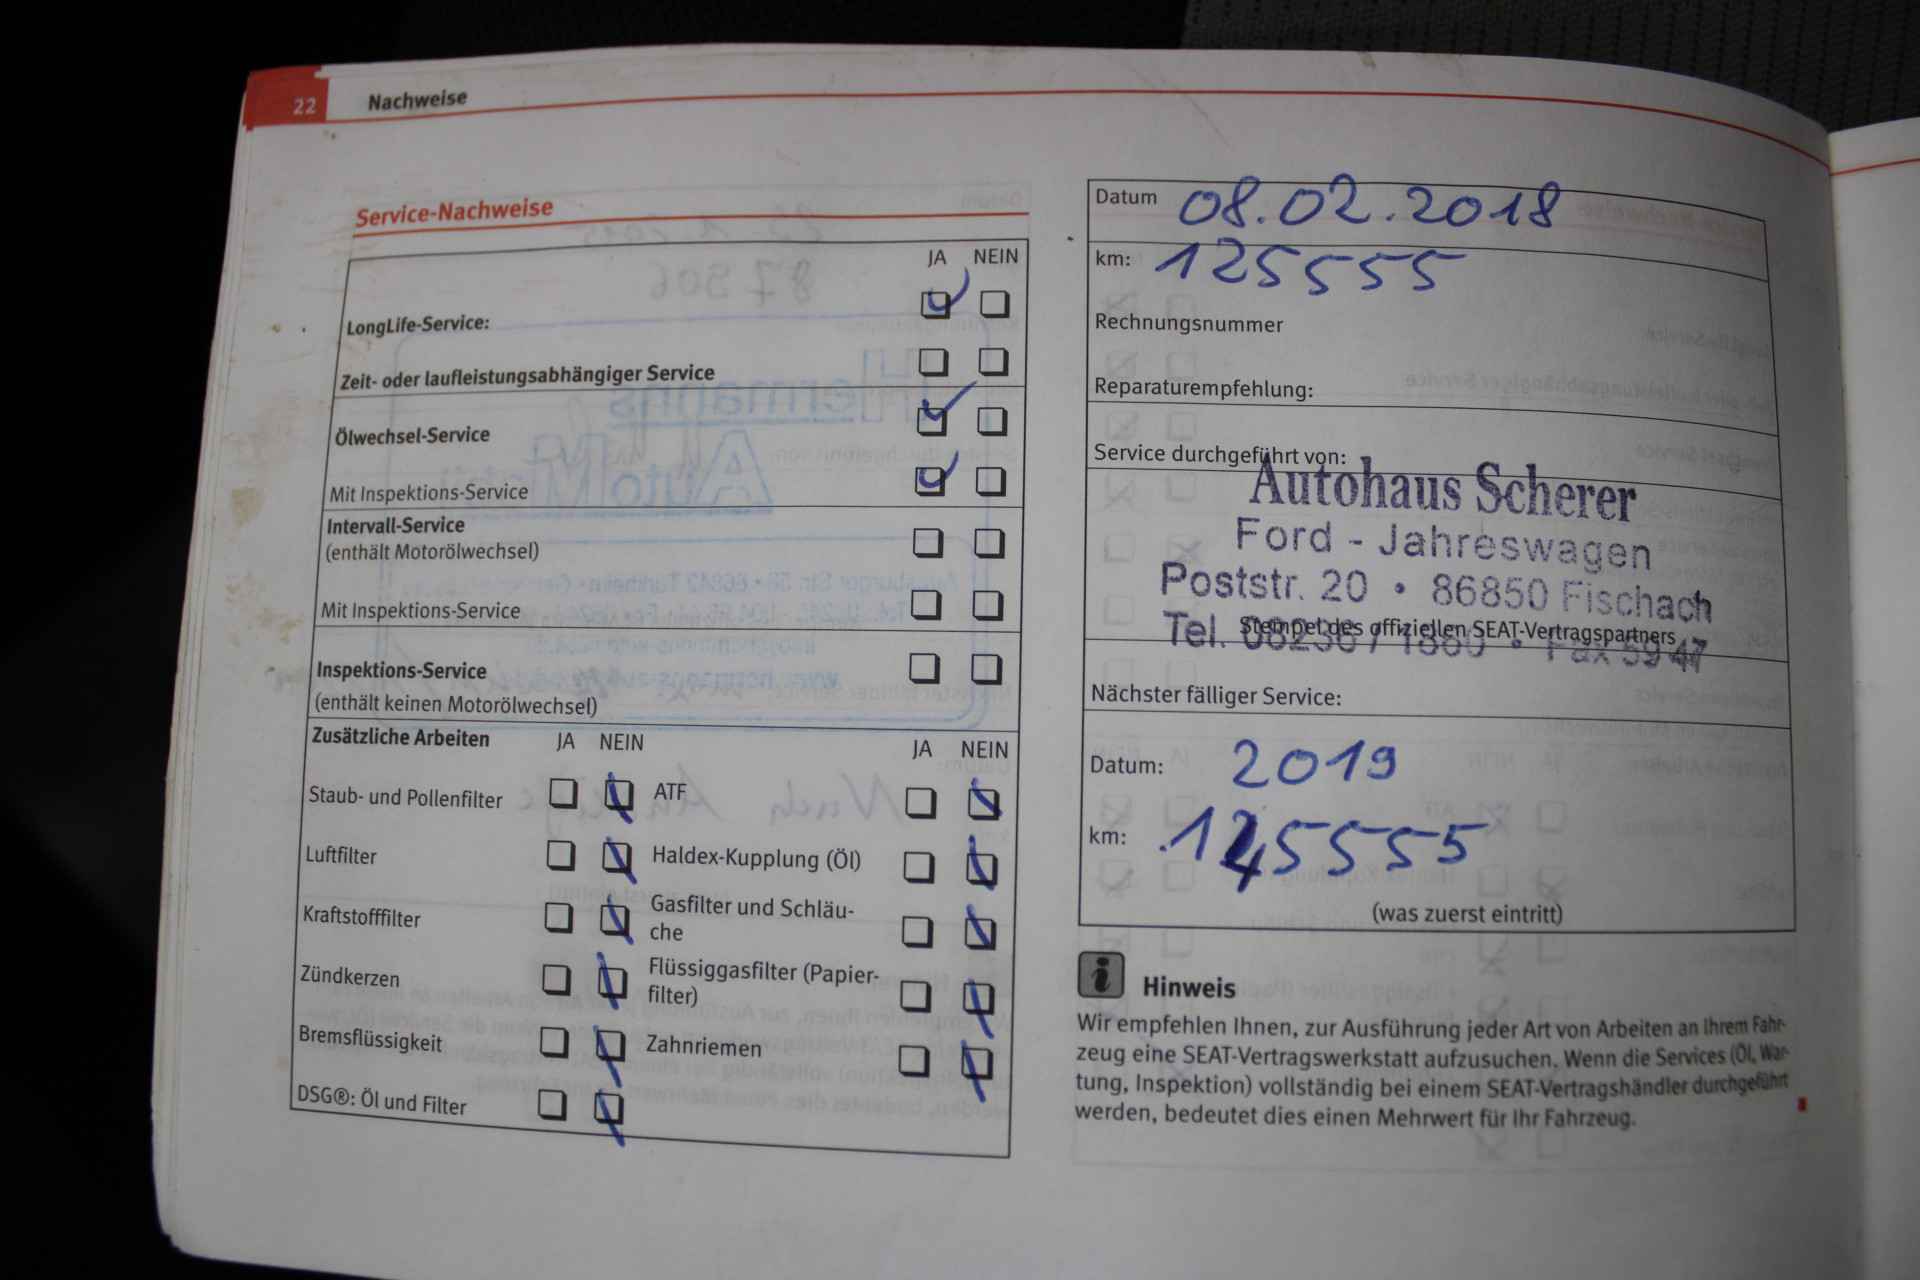 22 Nachweise
Service-Nachweise
JA NEIN
LongLife-Service:
Zeit- oder laufleistungsabhängiger Service
Ölwechsel-Service
Mit Inspektions-Service
Intervall-Service
(enthält Motorölwechsel)
Mit Inspektions-Service
Inspektions-Service
(enthält keinen Motorölwechsel)
Zusätzliche Arbeiten JA NEIN JA NEIN
Staub- und Pollenfilter ATF
Luftfilter Haldex-Kupplung (Öl)
Kraftstofffilter Gasfilter und Schläu-
che
Zündkerzen Flüssiggasfilter (Papier-
filter)
Bremsflüssigkeit Zahnriemen
DSG®: Öl und Filter
Datum 08.02.2018
km: 125555
Rechnungsnummer
Reparaturempfehlung:
Service durchgeführt von:
Autohaus Scherer
Ford - Jahreswagen
Poststr. 20 • 86850 Fischach
Stempel des offiziellen SEAT-Vertragspartners
Tel. 08236 / 1360 • Fax 59 47
Nächster fälliger Service:
Datum: 2019
km: 145555
(was zuerst eintritt)
i Hinweis
Wir empfehlen Ihnen, zur Ausführung jeder Art von Arbeiten an Ihrem Fahr-
zeug eine SEAT-Vertragswerkstatt aufzusuchen. Wenn die Services (Öl, War-
tung, Inspektion) vollständig bei einem SEAT-Vertragshändler durchgeführt
werden, bedeutet dies einen Mehrwert für Ihr Fahrzeug.